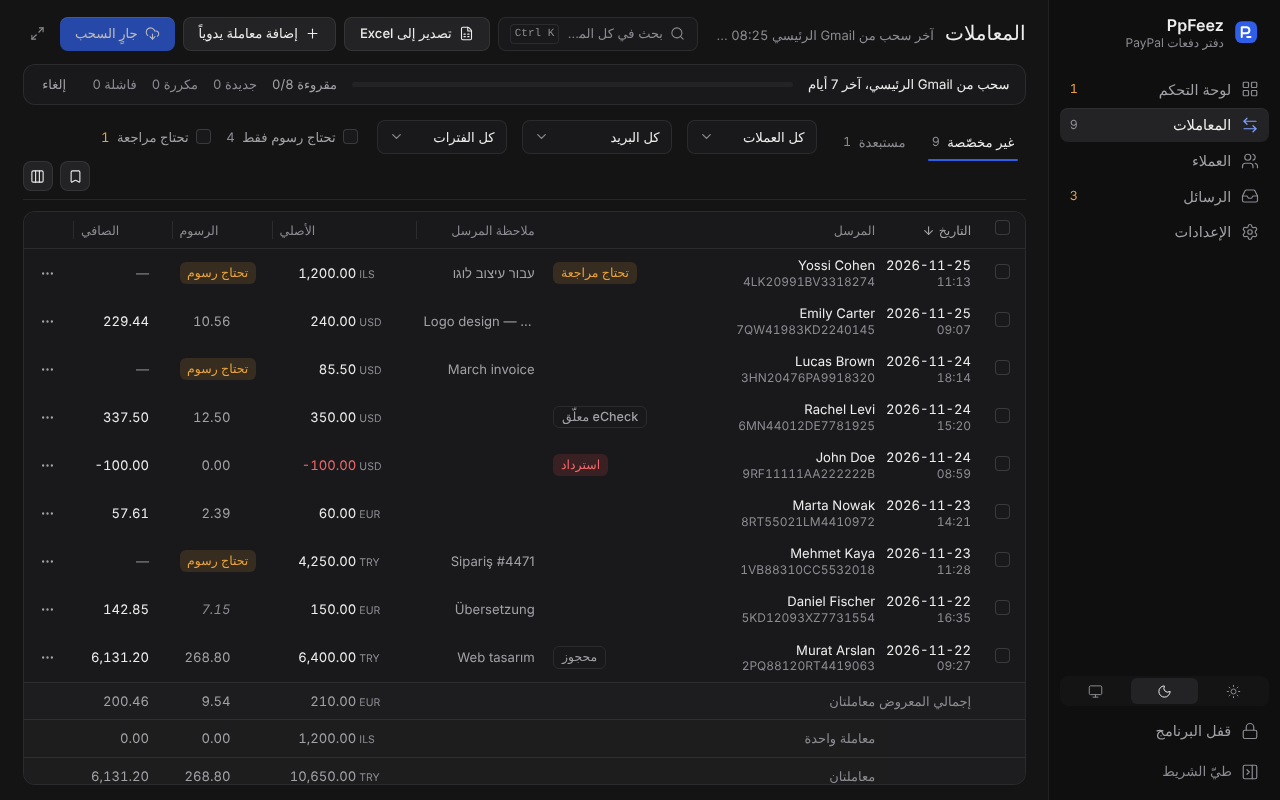 PpFeez
دفتر دفعات PayPal
لوحة التحكم 1
المعاملات 9
العملاء
الرسائل 3
الإعدادات
قفل البرنامج
طيّ الشريط
المعاملات آخر سحب من Gmail الرئيسي 08:25 ...
بحث في كل المـ... Ctrl K
تصدير إلى Excel
إضافة معاملة يدوياً
جارٍ السحب
سحب من Gmail الرئيسي، آخر 7 أيام مقروءة 0/8 جديدة 0 مكررة 0 فاشلة 0 إلغاء
غير مخصّصة 9 مستبعدة 1 كل العملات كل البريد كل الفترات تحتاج رسوم فقط 4 تحتاج مراجعة 1
التاريخ المرسل ملاحظة المرسل الأصلي الرسوم الصافي
2026-11-25 Yossi Cohen تحتاج مراجعة עבור עיצוב לוגו 1,200.00 ILS تحتاج رسوم —
11:13 4LK20991BV3318274
2026-11-25 Emily Carter Logo design — ... 240.00 USD 10.56 229.44
09:07 7QW41983KD2240145
2026-11-24 Lucas Brown March invoice 85.50 USD تحتاج رسوم —
18:14 3HN20476PA9918320
2026-11-24 Rachel Levi eCheck معلّق 350.00 USD 12.50 337.50
15:20 6MN44012DE7781925
2026-11-24 John Doe استرداد -100.00 USD 0.00 -100.00
08:59 9RF11111AA222222B
2026-11-23 Marta Nowak 60.00 EUR 2.39 57.61
14:21 8RT55021LM4410972
2026-11-23 Mehmet Kaya Sipariş #4471 4,250.00 TRY تحتاج رسوم —
11:28 1VB88310CC5532018
2026-11-22 Daniel Fischer Übersetzung 150.00 EUR 7.15 142.85
16:35 5KD12093XZ7731554
2026-11-22 Murat Arslan محجوز Web tasarım 6,400.00 TRY 268.80 6,131.20
09:27 2PQ88120RT4419063
إجمالي المعروض معاملتان 210.00 EUR 9.54 200.46
معاملة واحدة 1,200.00 ILS 0.00 0.00
معاملتان 10,650.00 TRY 268.80 6,131.20